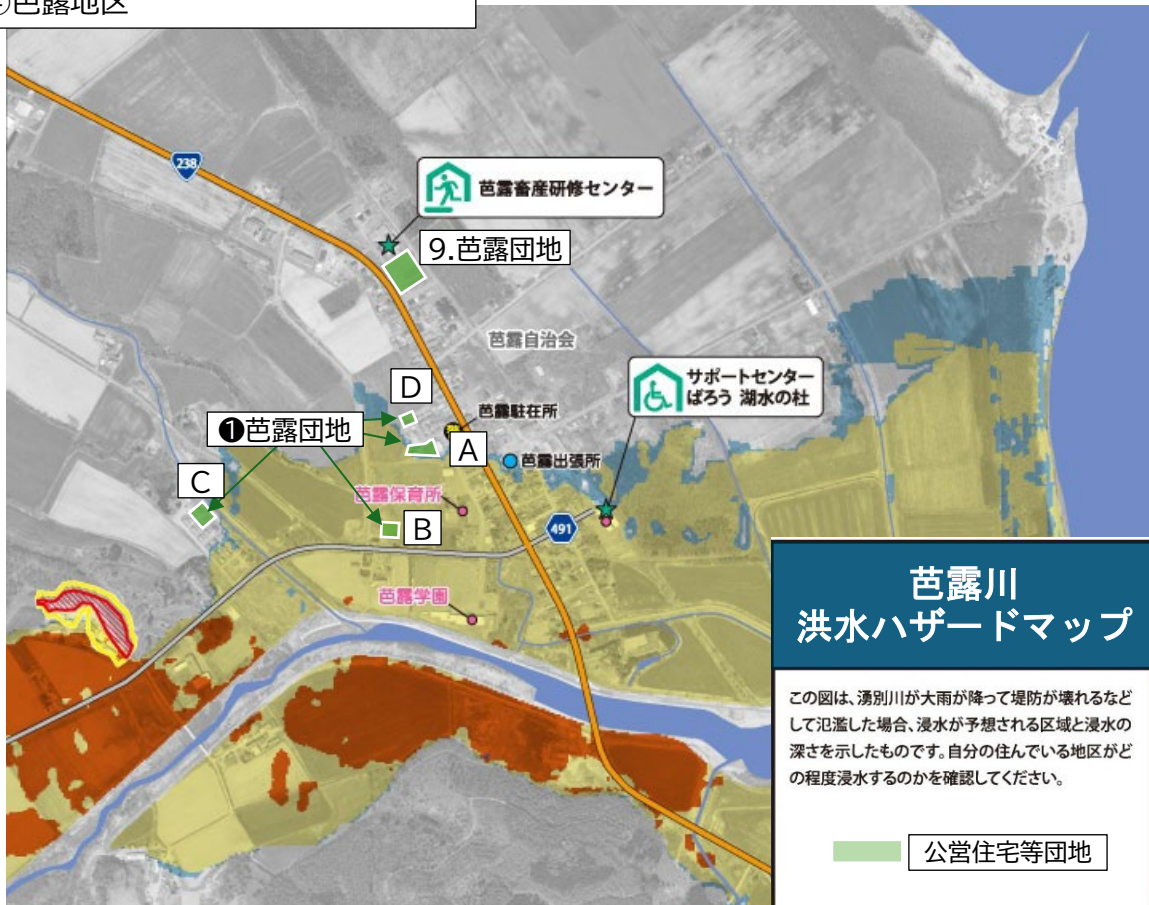 芭露地区
238
芭露畜産研修センター
9.芭露団地
芭露自治会
サポートセンター
ばろう 湖水の杜
D
芭露駐在所
❶芭露団地
A
芭露出張所
C
芭露保育所
B
491
芭露学園
芭露川
洪水ハザードマップ
この図は、湧別川が大雨が降って堤防が壊れるなど
して氾濫した場合、浸水が予想される区域と浸水の
深さを示したものです。自分の住んでいる地区がど
の程度浸水するのかを確認してください。
公営住宅等団地